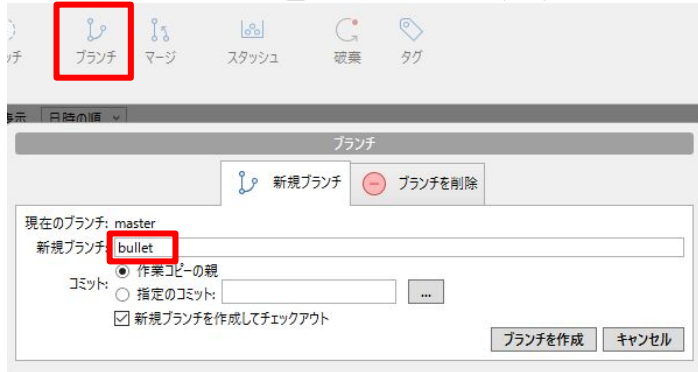 ブランチ マージ スタッシュ 破棄 タグ
日時の順
ブランチ
新規ブランチ ブランチを削除
現在のブランチ: master
新規ブランチ: bullet
コミット: 作業コピーの親
指定のコミット: ...
新規ブランチを作成してチェックアウト
ブランチを作成 キャンセル